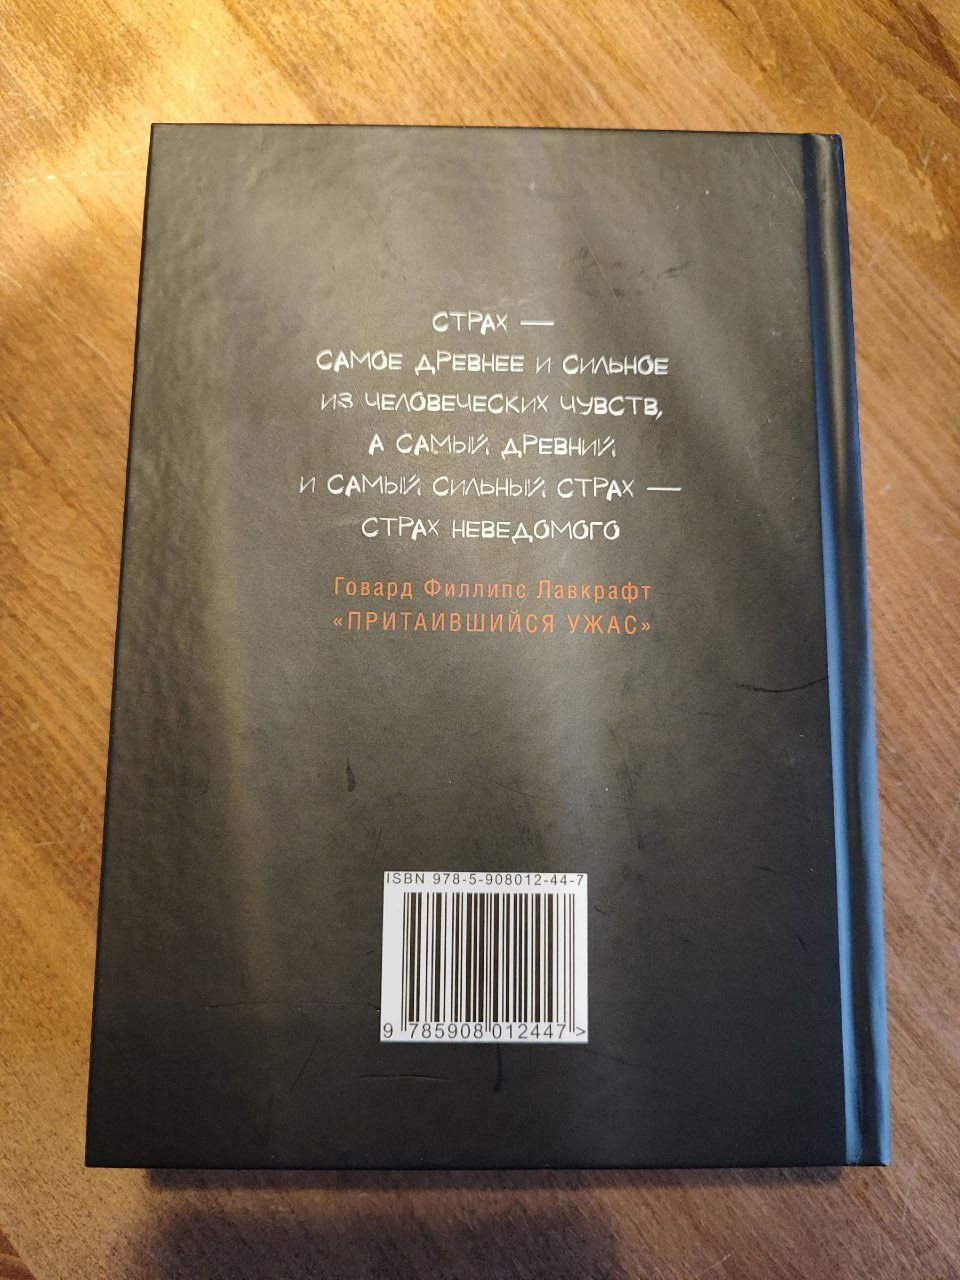 СТРАХ —
САМОЕ ДРЕВНЕЕ И СИЛЬНОЕ
ИЗ ЧЕЛОВЕЧЕСКИХ ЧУВСТВ,
А САМЫЙ ДРЕВНИЙ
И САМЫЙ СИЛЬНЫЙ СТРАХ —
СТРАХ НЕВЕДОМОГО
Говард Филлипс Лавкрафт
«ПРИТАИВШИЙСЯ УЖАС»
ISBN 978-5-908012-44-7
9 785908 012447 >